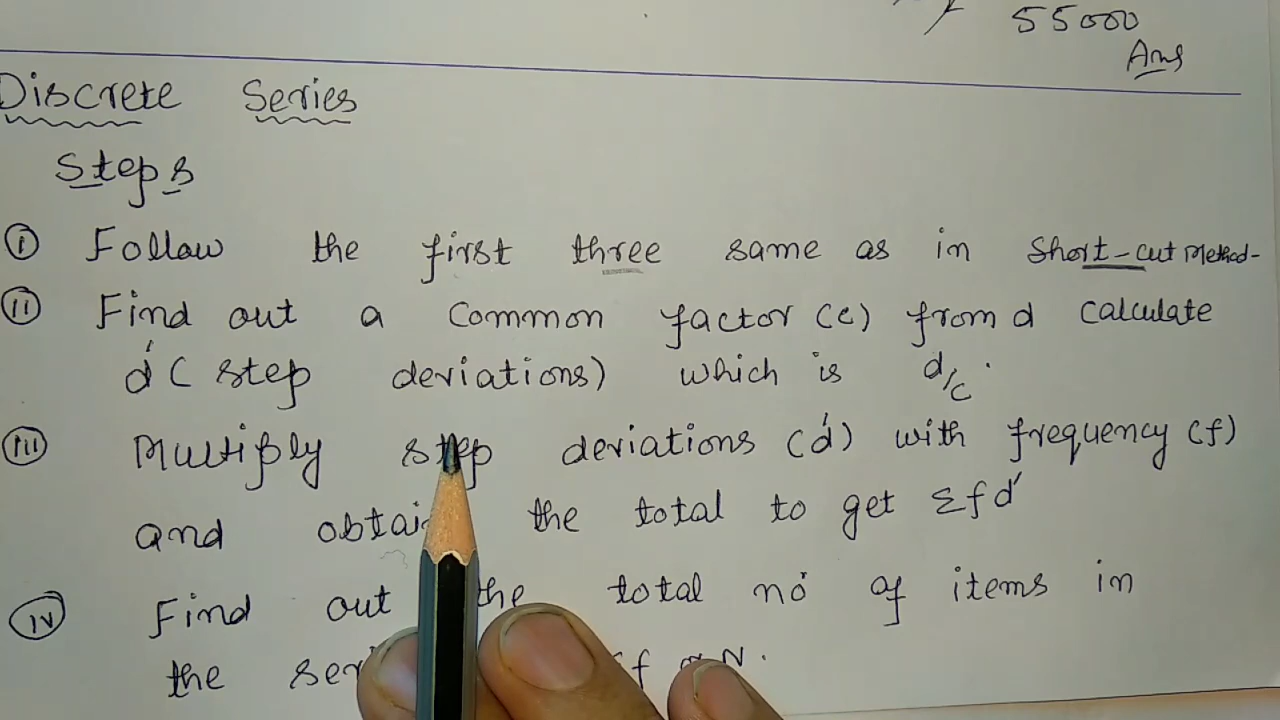 55000
Ans
Discrete Series
Steps
(i) Follow the first three same as in Short-cut Method-
(ii) Find out a common factor (c) from d calculate
d' (step deviations) which is d/c.
(iii) Multiply step deviations (d') with frequency (f)
and the total to get Σfd'
(iv) Find out the total no of items in
the f or N.